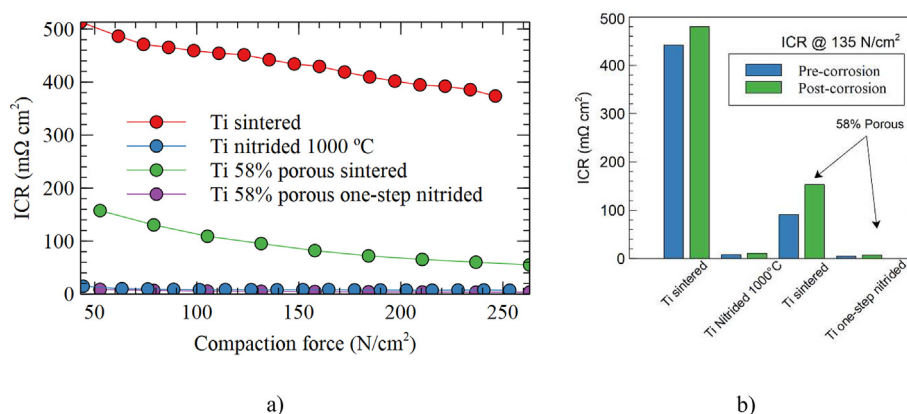 a)
500
400
300
200
100
0
ICR (mΩ cm²)
Ti sintered
Ti nitrided 1000 ºC
Ti 58% porous sintered
Ti 58% porous one-step nitrided
50
100
150
200
250
Compaction force (N/cm²)
a)
b)
500
400
300
200
100
0
ICR (mΩ cm²)
ICR @ 135 N/cm²
Pre-corrosion
Post-corrosion
58% Porous
Ti sintered
Ti Nitrided 1000°C
Ti sintered
Ti one-step nitrided
b)